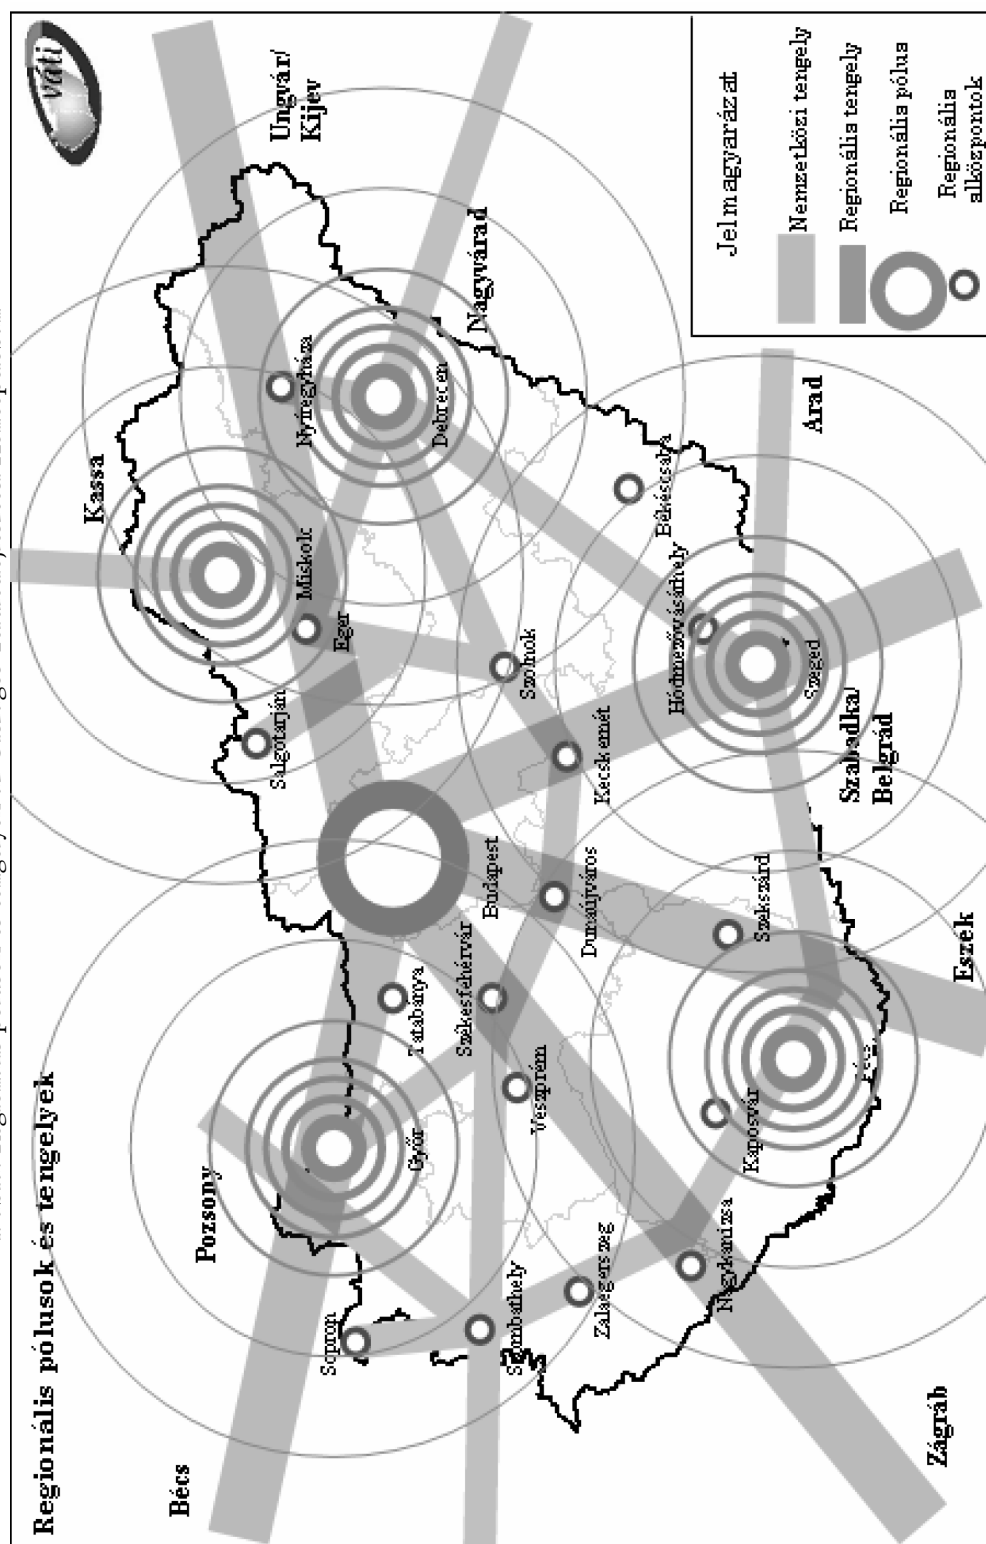 Regionális pólusok és tengelyek
váti
Ungvár/
Kijev
Kassa
Nagyvárad
Pozsony
Bécs
Nyíregyháza
Debrecen
Miskolc
Eger
Salgótarján
Szolnok
Békéscsaba
Hódmezővásárhely
Szeged
Kecskemét
Arad
Szabadka/
Belgrád
Budapest
Dunaújváros
Székesfehérvár
Tatabánya
Győr
Veszprém
Sopron
Szombathely
Zalaegerszeg
Nagykanizsa
Kaposvár
Szekszárd
Eszék
Zágráb
Jelmagyarázat
Nemzetközi tengely
Regionális tengely
Regionális pólus
Regionális
alközpontok